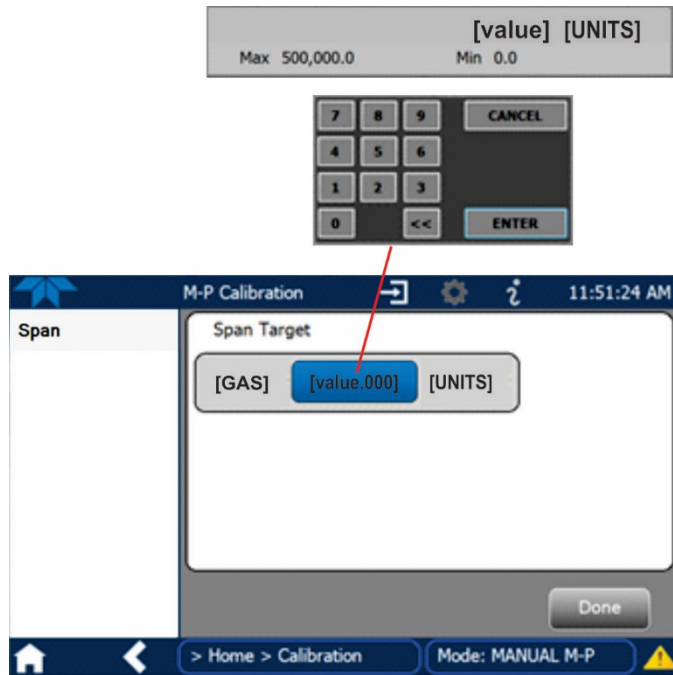 [value] [UNITS]
Max 500,000.0 Min 0.0
7 8 9 CANCEL
4 5 6
1 2 3
0 << ENTER
M-P Calibration 11:51:24 AM
Span
Span Target
[GAS] [value.000] [UNITS]
Done
> Home > Calibration Mode: MANUAL M-P